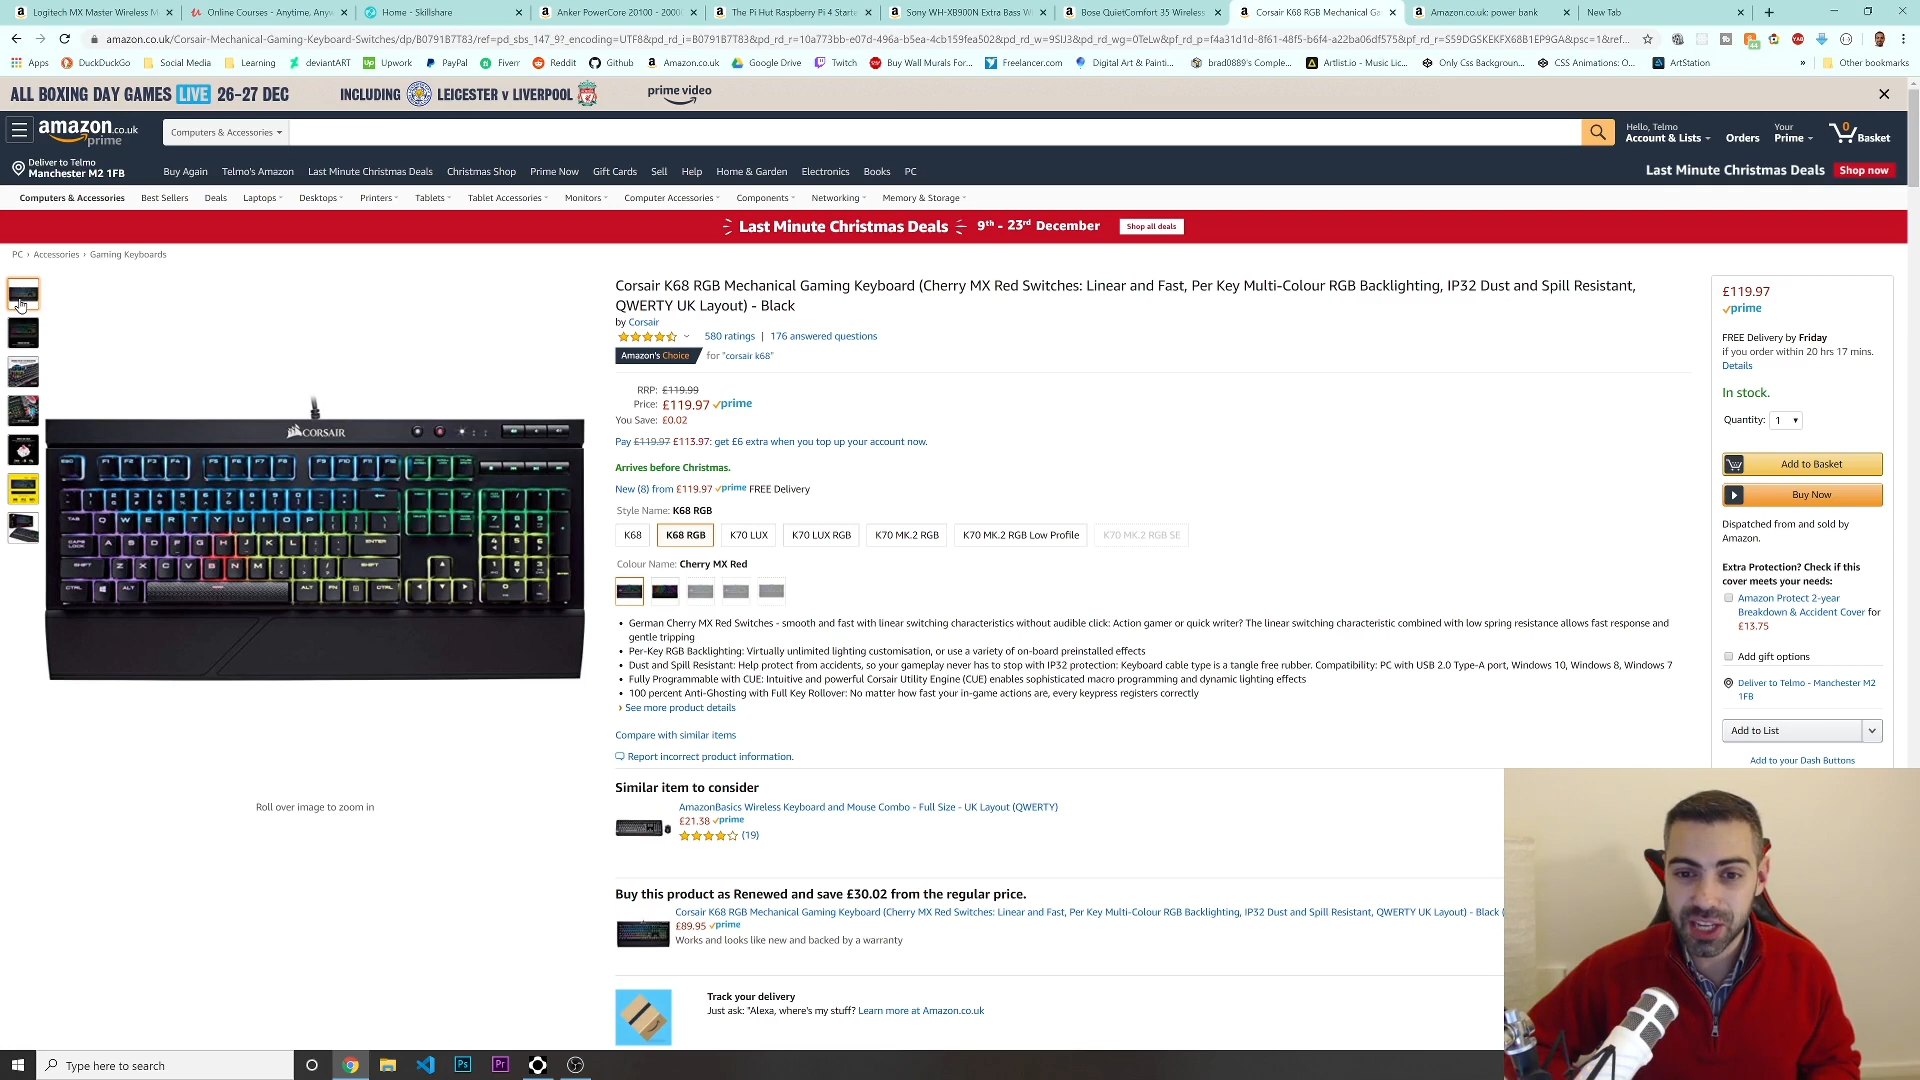 Logitech MX Master Wireless M
Online Courses - Anytime, Anyw
Home - Skillshare
Anker PowerCore 20100 - 2000
The Pi Hut Raspberry Pi 4 Starte
Sony WH-XB900N Extra Bass Wi
Bose QuietComfort 35 Wireless
Corsair K68 RGB Mechanical Ga
Amazon.co.uk: power bank
New Tab
amazon.co.uk/Corsair-Mechanical-Gaming-Keyboard-Switches/dp/B0791B7T83/ref=pd_sbs_147_9?_encoding=UTF8&pd_rd_i=B0791B7T83&pd_rd_r=10a773bb-e07d-496a-b5ea-4cb159fea502&pd_rd_w=9SIJ3&pd_rd_wg=0TeLw&pf_rd_p=f4a31d1d-8f61-48f5-b6f4-a22ba06df575&pf_rd_r=S59DGSKEKFX68B1EP9GA&psc=1&ref...
Apps DuckDuckGo Social Media Learning deviantART Upwork PayPal Fiverr Reddit Github Amazon.co.uk Google Drive Twitch Buy Wall Murals For... Freelancer.com Digital Art & Painti... brad0889's Comple... Artlist.io - Music Lic... Only Css Backgroun... CSS Animations: O... ArtStation » Other bookmarks
ALL BOXING DAY GAMES LIVE 26-27 DEC INCLUDING LEICESTER v LIVERPOOL prime video
amazon.co.uk
prime
Computers & Accessories
Hello, Telmo
Account & Lists
Orders
Your
Prime
0
Basket
Deliver to Telmo
Manchester M2 1FB
Buy Again Telmo's Amazon Last Minute Christmas Deals Christmas Shop Prime Now Gift Cards Sell Help Home & Garden Electronics Books PC
Last Minute Christmas Deals Shop now
Computers & Accessories Best Sellers Deals Laptops Desktops Printers Tablets Tablet Accessories Monitors Computer Accessories Components Networking Memory & Storage
Last Minute Christmas Deals 9th - 23rd December Shop all deals
PC › Accessories › Gaming Keyboards
CORSAIR
Roll over image to zoom in
Corsair K68 RGB Mechanical Gaming Keyboard (Cherry MX Red Switches: Linear and Fast, Per Key Multi-Colour RGB Backlighting, IP32 Dust and Spill Resistant,
QWERTY UK Layout) - Black
by Corsair
580 ratings | 176 answered questions
Amazon's Choice for "corsair k68"
RRP: £119.99
Price: £119.97 prime
You Save: £0.02
Pay £119.97 £113.97: get £6 extra when you top up your account now.
Arrives before Christmas.
New (8) from £119.97 prime FREE Delivery
Style Name: K68 RGB
K68 K68 RGB K70 LUX K70 LUX RGB K70 MK.2 RGB K70 MK.2 RGB Low Profile K70 MK.2 RGB SE
Colour Name: Cherry MX Red
• German Cherry MX Red Switches - smooth and fast with linear switching characteristics without audible click: Action gamer or quick writer? The linear switching characteristic combined with low spring resistance allows fast response and
gentle tripping
• Per-Key RGB Backlighting: Virtually unlimited lighting customisation, or use a variety of on-board preinstalled effects
• Dust and Spill Resistant: Help protect from accidents, so your gameplay never has to stop with IP32 protection: Keyboard cable type is a tangle free rubber. Compatibility: PC with USB 2.0 Type-A port, Windows 10, Windows 8, Windows 7
• Fully Programmable with CUE: Intuitive and powerful Corsair Utility Engine (CUE) enables sophisticated macro programming and dynamic lighting effects
• 100 percent Anti-Ghosting with Full Key Rollover: No matter how fast your in-game actions are, every keypress registers correctly
› See more product details
Compare with similar items
Report incorrect product information.
Similar item to consider
AmazonBasics Wireless Keyboard and Mouse Combo - Full Size - UK Layout (QWERTY)
£21.38 prime
(19)
Buy this product as Renewed and save £30.02 from the regular price.
Corsair K68 RGB Mechanical Gaming Keyboard (Cherry MX Red Switches: Linear and Fast, Per Key Multi-Colour RGB Backlighting, IP32 Dust and Spill Resistant, QWERTY UK Layout) - Black (
£89.95 prime
Works and looks like new and backed by a warranty
Track your delivery
Just ask: "Alexa, where's my stuff? Learn more at Amazon.co.uk
£119.97
prime
FREE Delivery by Friday
if you order within 20 hrs 17 mins.
Details
In stock.
Quantity: 1
Add to Basket
Buy Now
Dispatched from and sold by
Amazon.
Extra Protection? Check if this
cover meets your needs:
Amazon Protect 2-year
Breakdown & Accident Cover for
£13.75
Add gift options
Deliver to Telmo - Manchester M2
1FB
Add to List
Add to your Dash Buttons
Type here to search
Ps
Pr